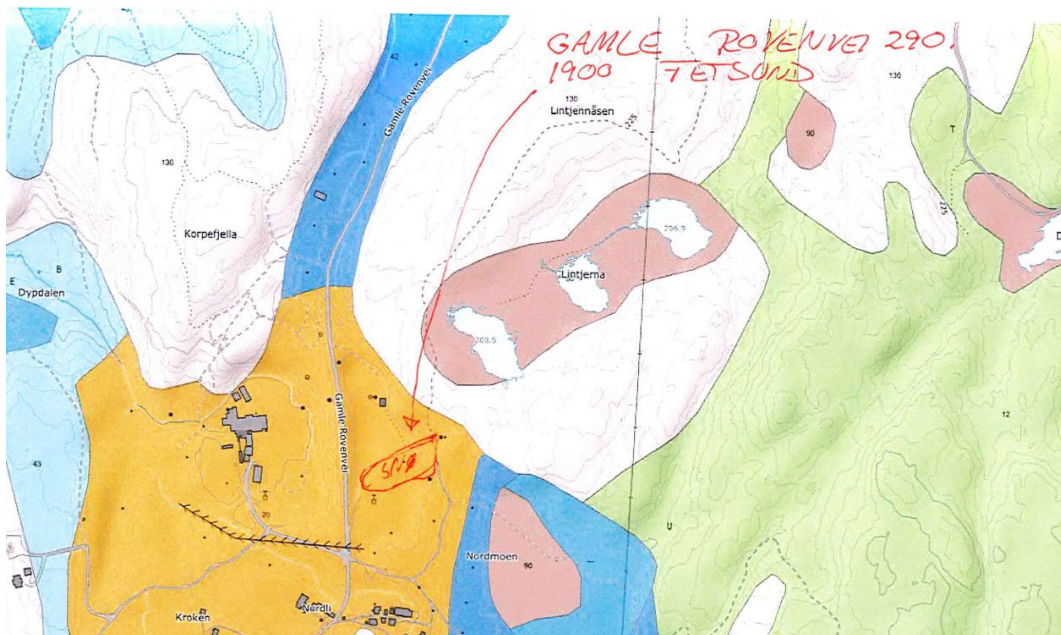 GAMLE ROVENVEI 290.
1900 FETSUND
130
Lintjennåsen
225
130
90
T
225
D
42
Gamle Rovenvei
130
Korpefjella
206.9
Lintjerna
208.5
E
B
Dypdalen
Gamle Rovenvei
12
43
20
U
Nordmoen
90
Nordli
Kroken